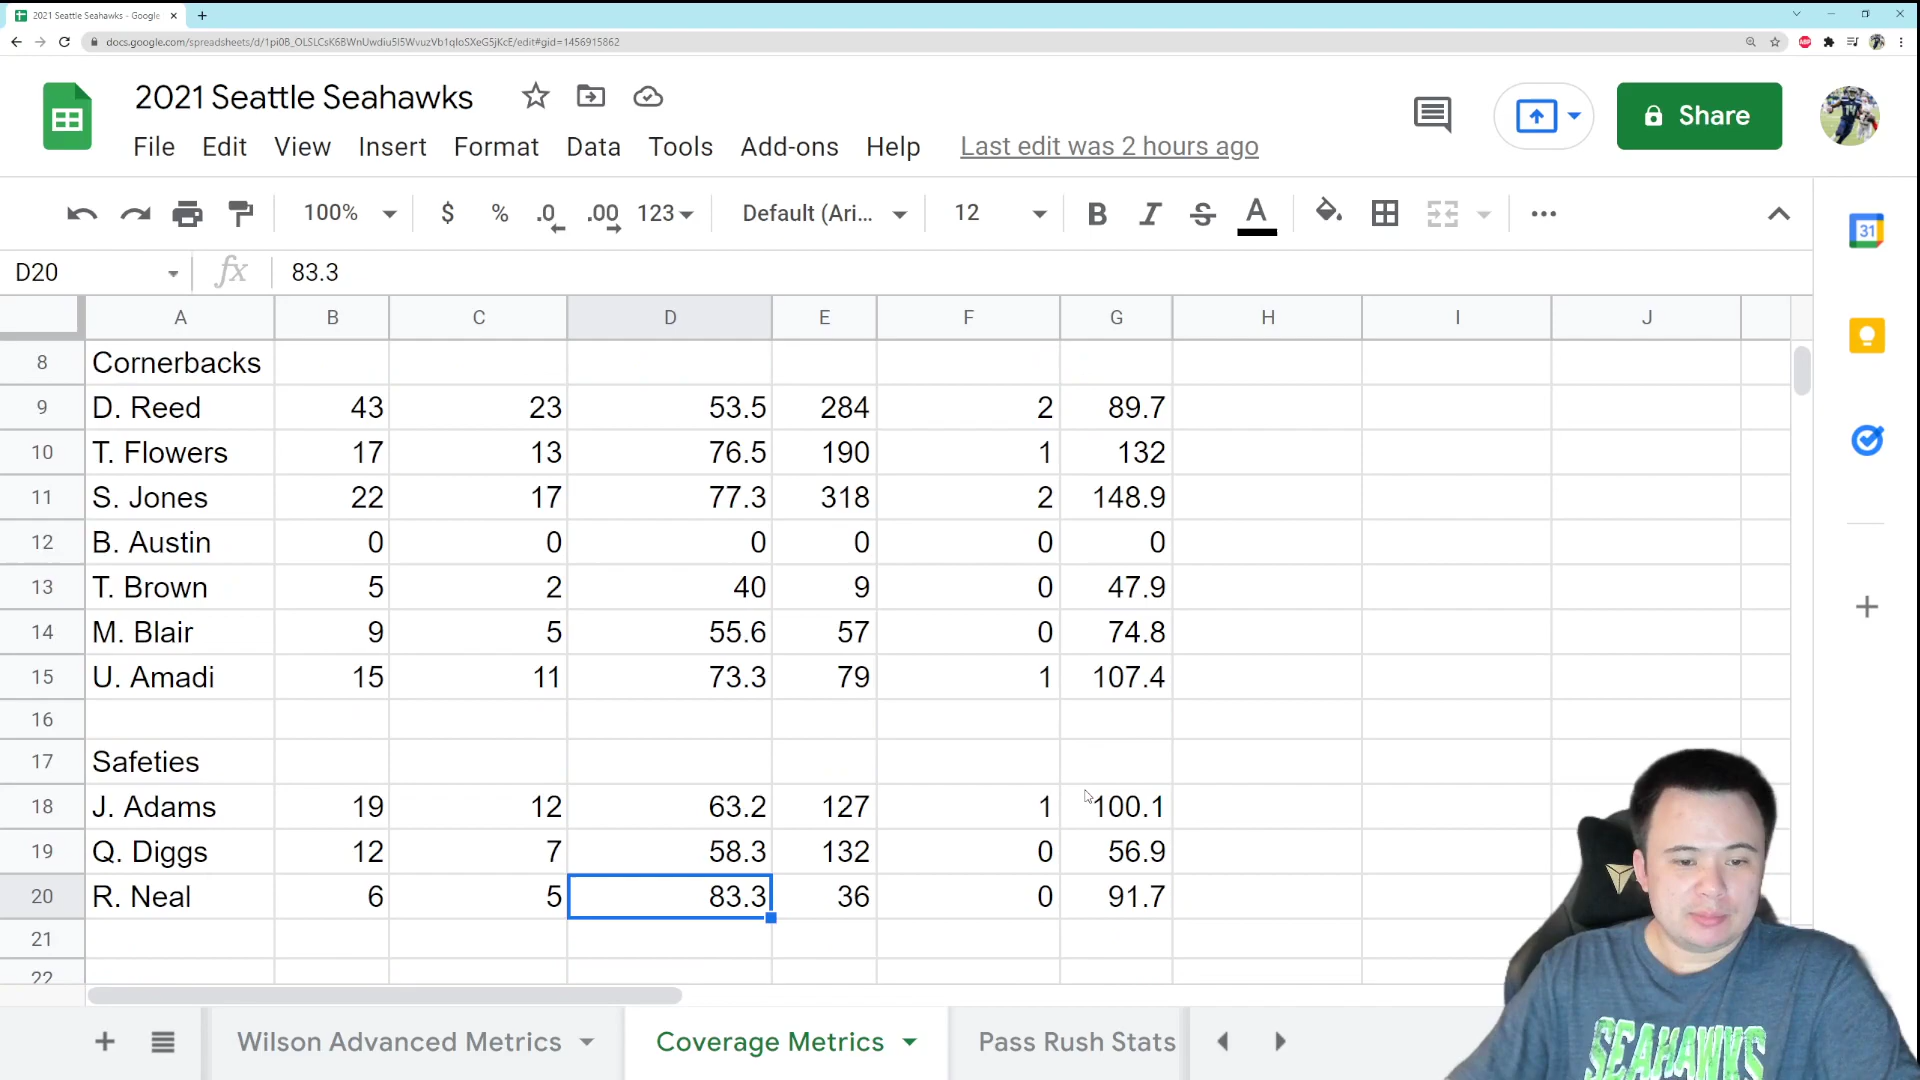 2021 Seattle Seahawks - Google
docs.google.com/spreadsheets/d/1pi0B_OLSLCsK6BWnUwdiu5I5WvuzVb1qIoSXeG5jKcE/edit#gid=1456915862
2021 Seattle Seahawks
File Edit View Insert Format Data Tools Add-ons Help Last edit was 2 hours ago
Share
100% $ % .0 .00 123 Default (Ari... 12 B I S A
31
D20 fx 83.3
A B C D E F G H I J
8 Cornerbacks
9 D. Reed 43 23 53.5 284 2 89.7
10 T. Flowers 17 13 76.5 190 1 132
11 S. Jones 22 17 77.3 318 2 148.9
12 B. Austin 0 0 0 0 0 0
13 T. Brown 5 2 40 9 0 47.9
14 M. Blair 9 5 55.6 57 0 74.8
15 U. Amadi 15 11 73.3 79 1 107.4
16
17 Safeties
18 J. Adams 19 12 63.2 127 1 100.1
19 Q. Diggs 12 7 58.3 132 0 56.9
20 R. Neal 6 5 83.3 36 0 91.7
21
22
Wilson Advanced Metrics Coverage Metrics Pass Rush Stats
SEAHAWKS